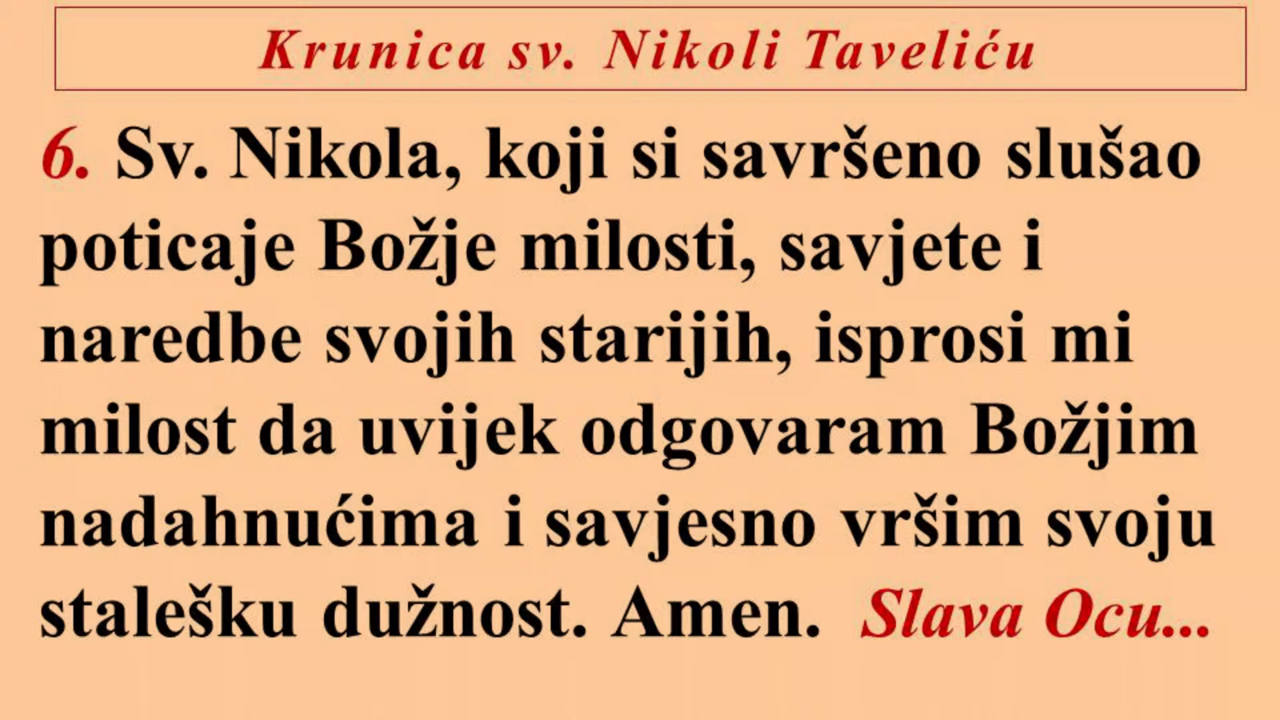 Krunica sv. Nikoli Taveliću
6. Sv. Nikola, koji si savršeno slušao
poticaje Božje milosti, savjete i
naredbe svojih starijih, isprosi mi
milost da uvijek odgovaram Božjim
nadahnućima i savjesno vršim svoju
stalešku dužnost. Amen. Slava Ocu...